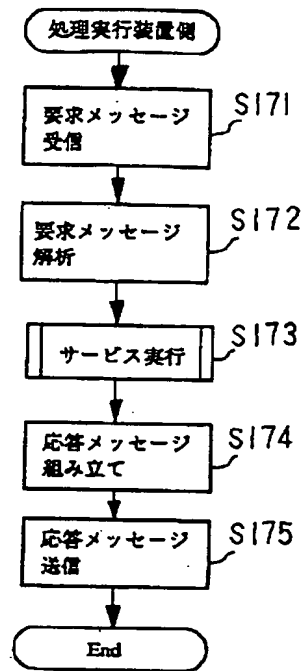 処理実行装置側
要求メッセージ
受信
S171
要求メッセージ
解析
S172
サービス実行
S173
応答メッセージ
組み立て
S174
応答メッセージ
送信
S175
End